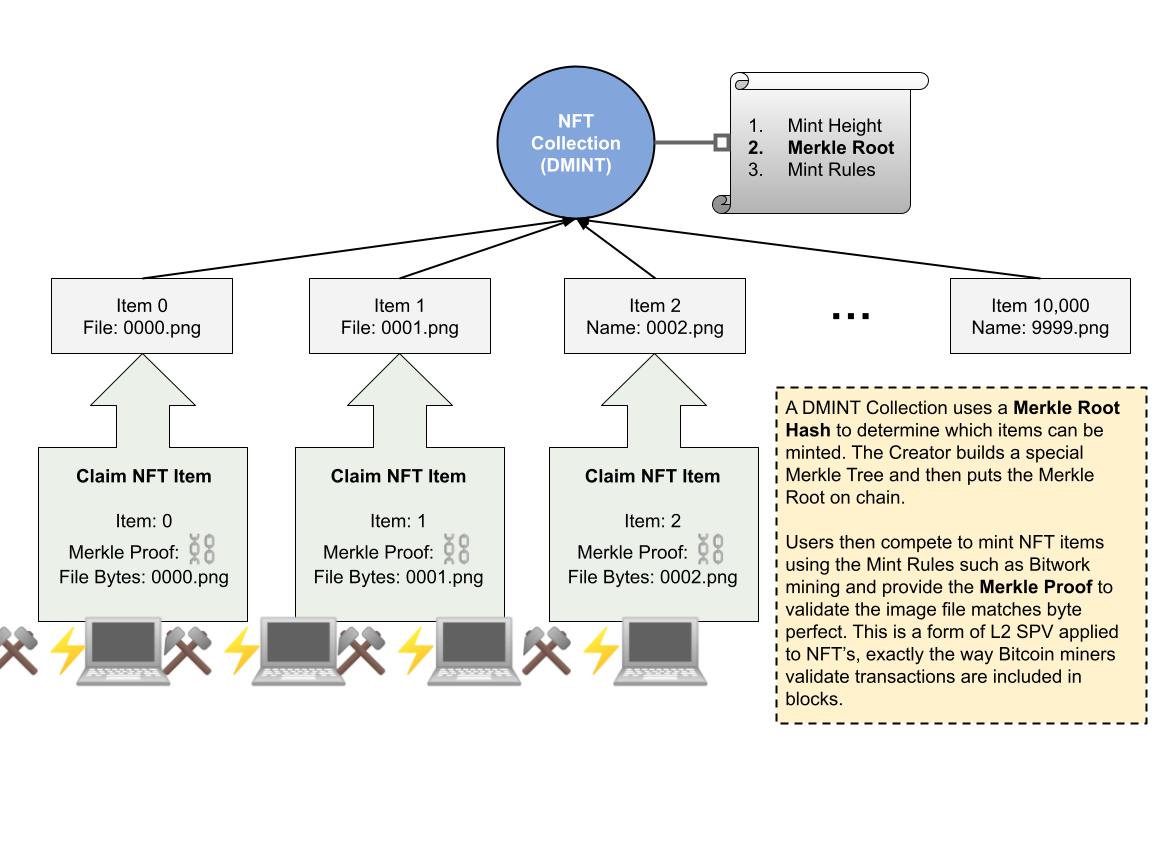 NFT
Collection
(DMINT)
1. Mint Height
2. Merkle Root
3. Mint Rules
Item 0
File: 0000.png
Item 1
File: 0001.png
Item 2
Name: 0002.png
...
Item 10,000
Name: 9999.png
Claim NFT Item
Item: 0
Merkle Proof:
File Bytes: 0000.png
Claim NFT Item
Item: 1
Merkle Proof:
File Bytes: 0001.png
Claim NFT Item
Item: 2
Merkle Proof:
File Bytes: 0002.png
A DMINT Collection uses a Merkle Root
Hash to determine which items can be
minted. The Creator builds a special
Merkle Tree and then puts the Merkle
Root on chain.
Users then compete to mint NFT items
using the Mint Rules such as Bitwork
mining and provide the Merkle Proof to
validate the image file matches byte
perfect. This is a form of L2 SPV applied
to NFT’s, exactly the way Bitcoin miners
validate transactions are included in
blocks.